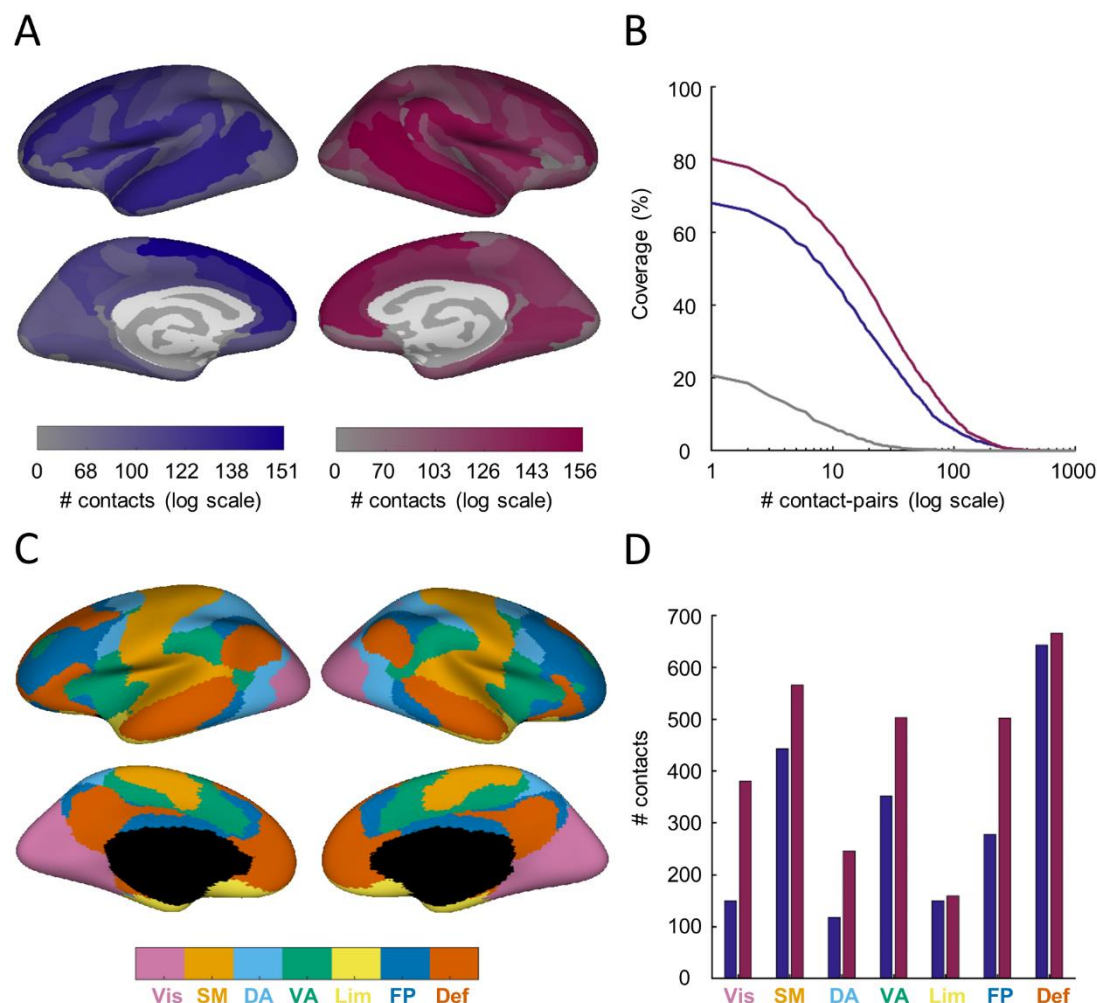 A
0 68 100 122 138 151
# contacts (log scale)
0 70 103 126 143 156
# contacts (log scale)
B
100
80
60
40
20
0
Coverage (%)
1 10 100 1000
# contact-pairs (log scale)
C
Vis SM DA VA Lim FP Def
D
700
600
500
400
300
200
100
0
# contacts
Vis SM DA VA Lim FP Def